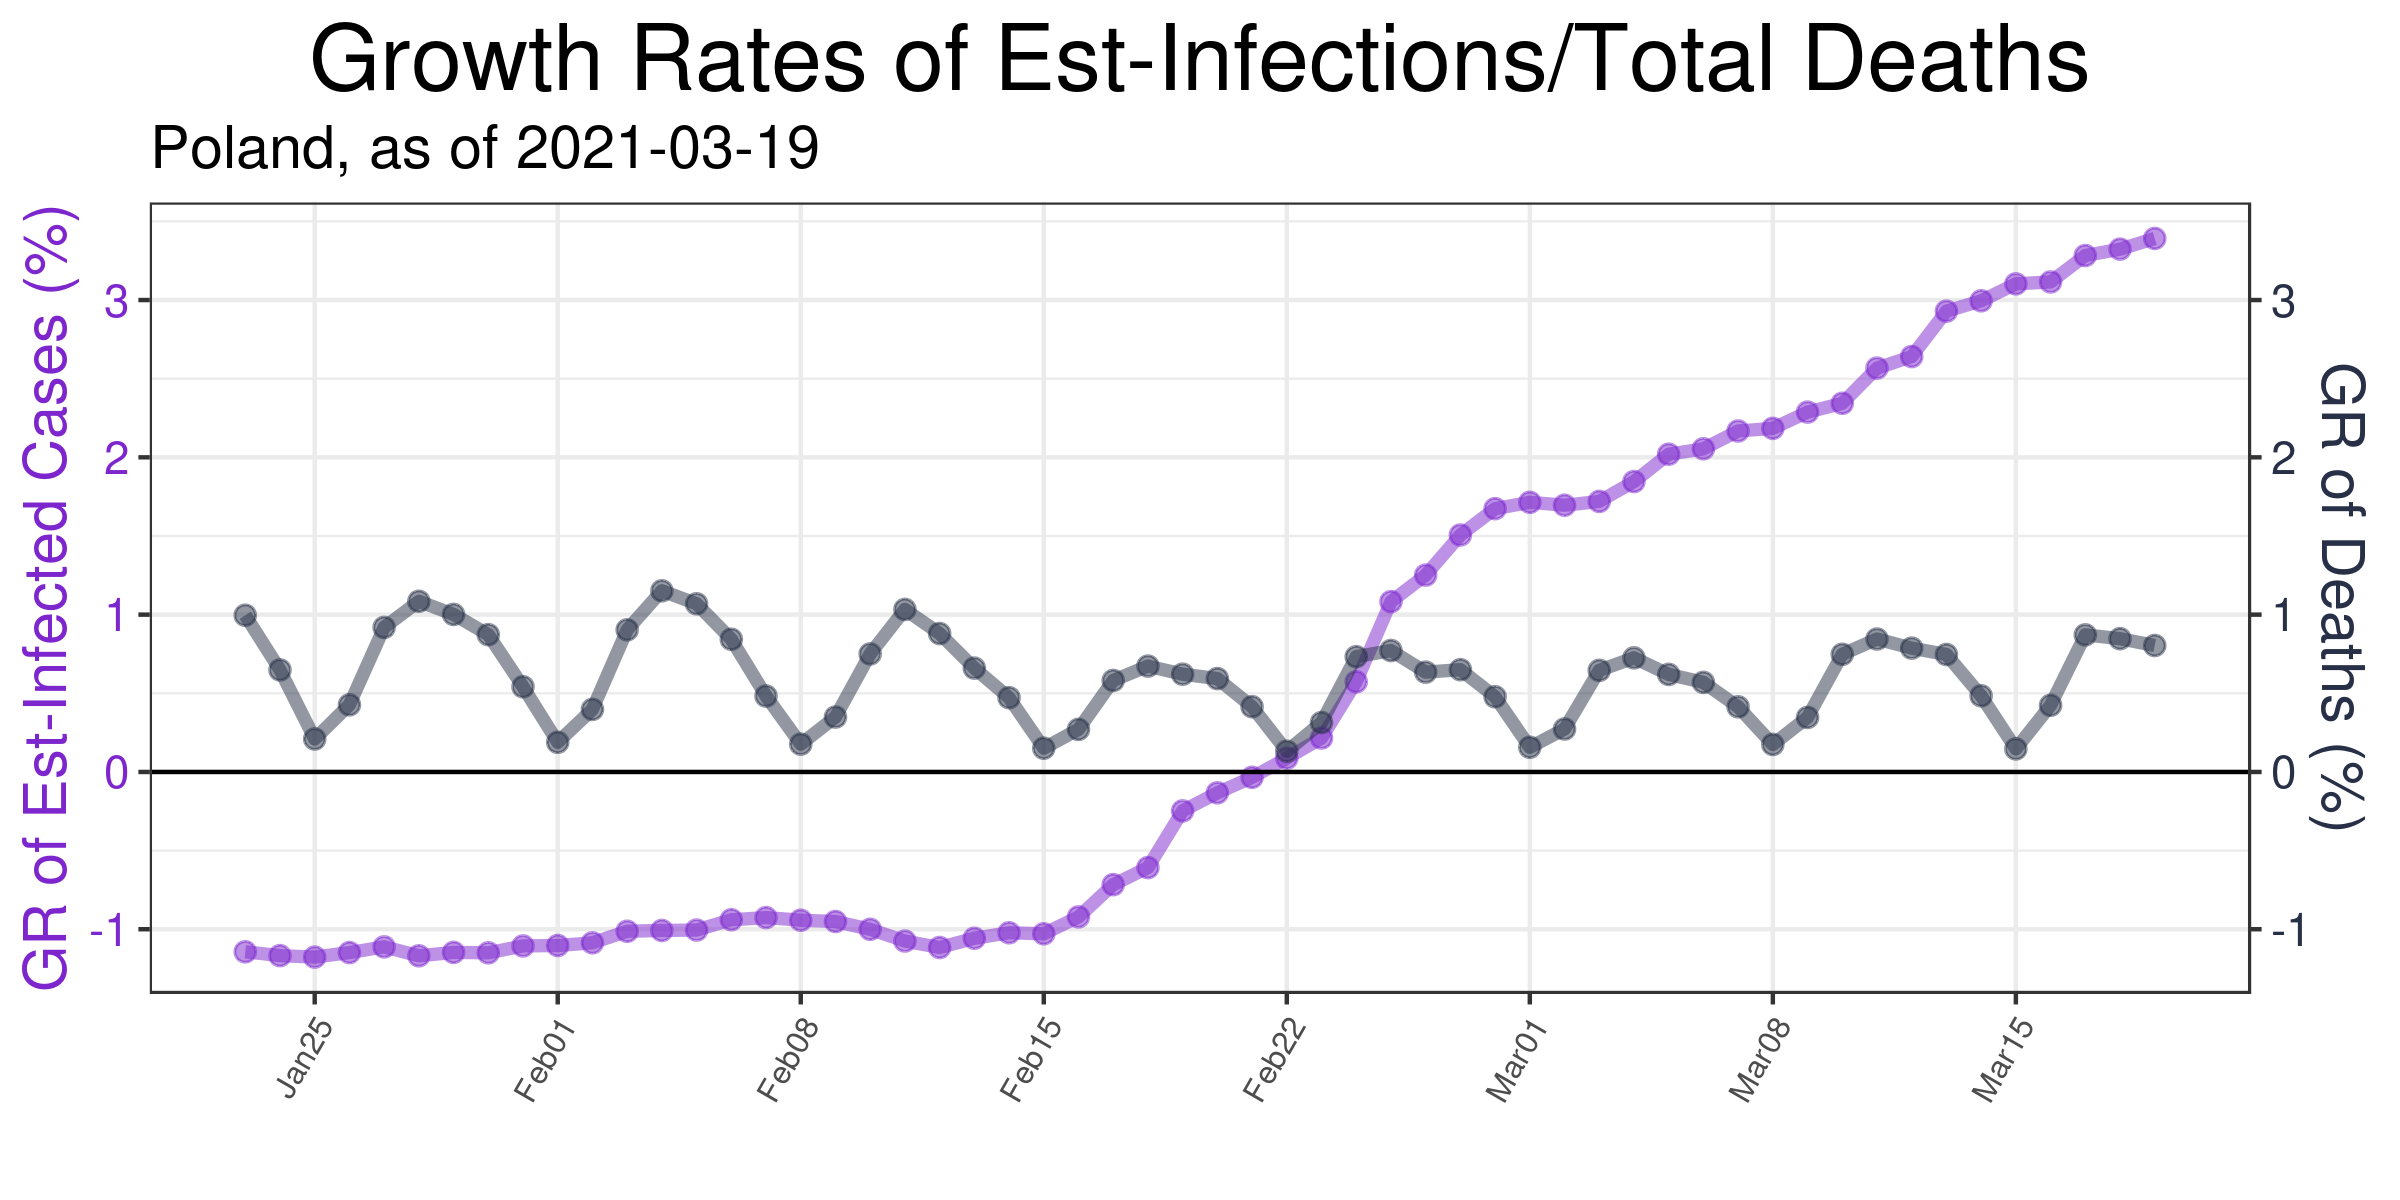 Growth Rates of Est-Infections/Total Deaths
Poland, as of 2021-03-19
GR of Est-Infected Cases (%)
3
2
1
0
-1
3
2
1
0
-1
GR of Deaths (%)
Jan25
Feb01
Feb08
Feb15
Feb22
Mar01
Mar08
Mar15